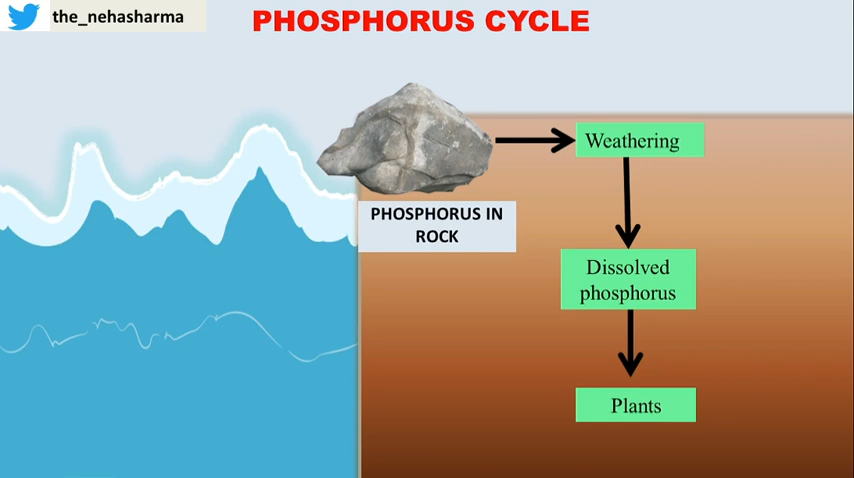 the_nehasharma
PHOSPHORUS CYCLE
Weathering
PHOSPHORUS IN
ROCK
Dissolved
phosphorus
Plants